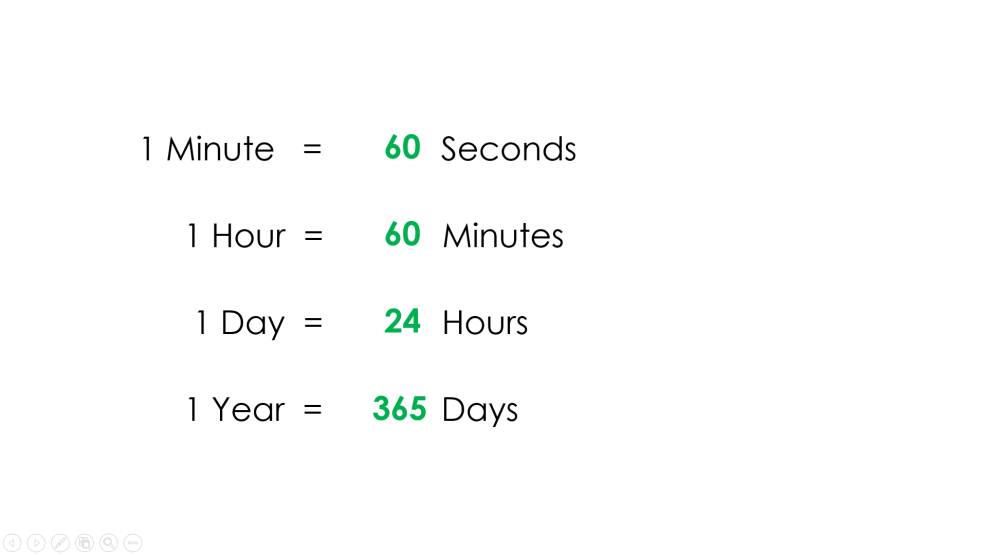 1 Minute = 60 Seconds
1 Hour = 60 Minutes
1 Day = 24 Hours
1 Year = 365 Days